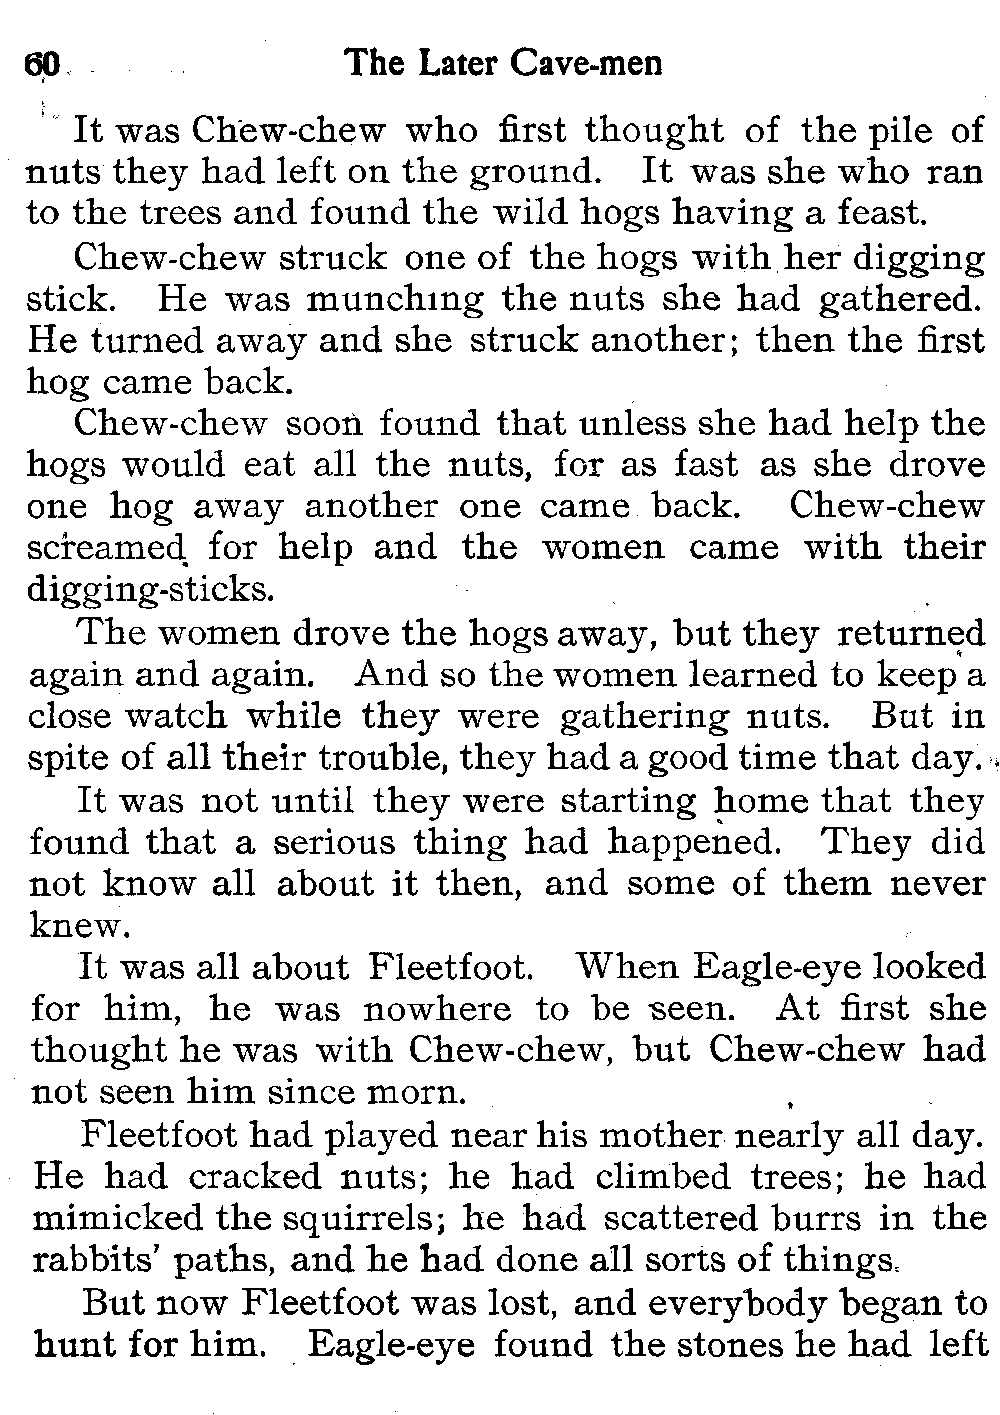 60 The Later Cave-men
It was Chew-chew who first thought of the pile of
nuts they had left on the ground. It was she who ran
to the trees and found the wild hogs having a feast.
Chew-chew struck one of the hogs with her digging
stick. He was munching the nuts she had gathered.
He turned away and she struck another; then the first
hog came back.
Chew-chew soon found that unless she had help the
hogs would eat all the nuts, for as fast as she drove
one hog away another one came back. Chew-chew
screamed for help and the women came with their
digging-sticks.
The women drove the hogs away, but they returned
again and again. And so the women learned to keep a
close watch while they were gathering nuts. But in
spite of all their trouble, they had a good time that day.
It was not until they were starting home that they
found that a serious thing had happened. They did
not know all about it then, and some of them never
knew.
It was all about Fleetfoot. When Eagle-eye looked
for him, he was nowhere to be seen. At first she
thought he was with Chew-chew, but Chew-chew had
not seen him since morn.
Fleetfoot had played near his mother nearly all day.
He had cracked nuts; he had climbed trees; he had
mimicked the squirrels; he had scattered burrs in the
rabbits' paths, and he had done all sorts of things.
But now Fleetfoot was lost, and everybody began to
hunt for him. Eagle-eye found the stones he had left